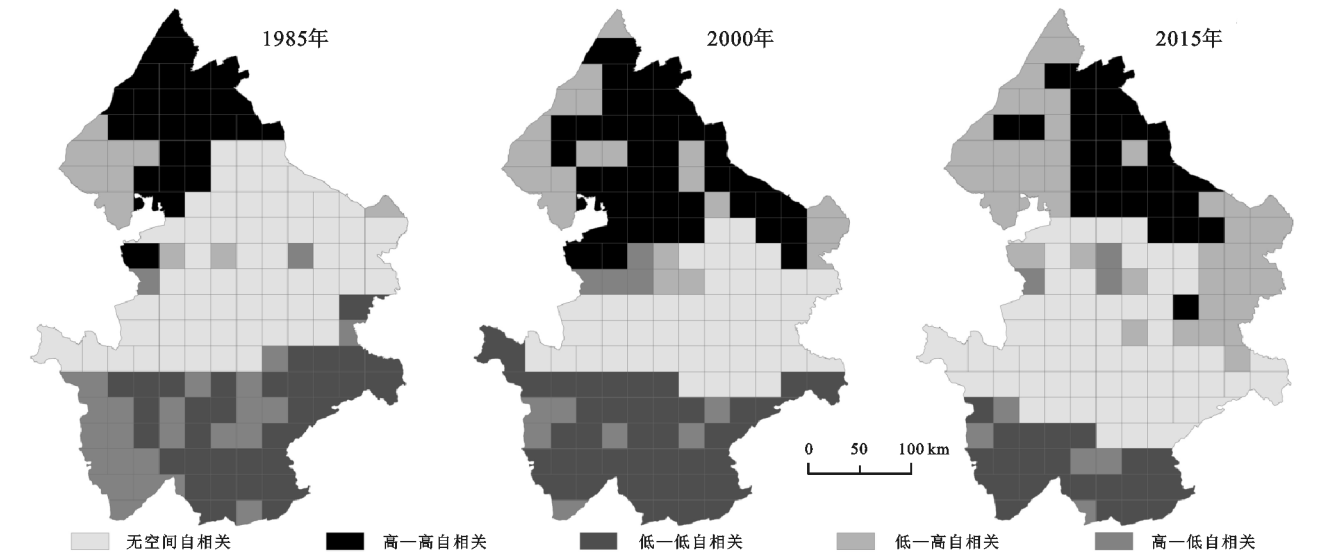 1985年
2000年
2015年
0 50 100 km
无空间自相关 高—高自相关 低—低自相关 低—高自相关 高—低自相关